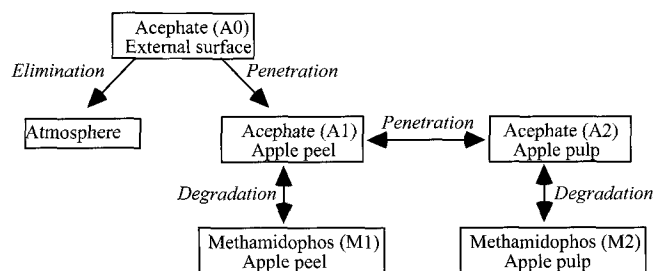 Acephate (A0)
External surface
Elimination
Penetration
Atmosphere
Acephate (A1)
Apple peel
Penetration
Acephate (A2)
Apple pulp
Degradation
Degradation
Methamidophos (M1)
Apple peel
Methamidophos (M2)
Apple pulp